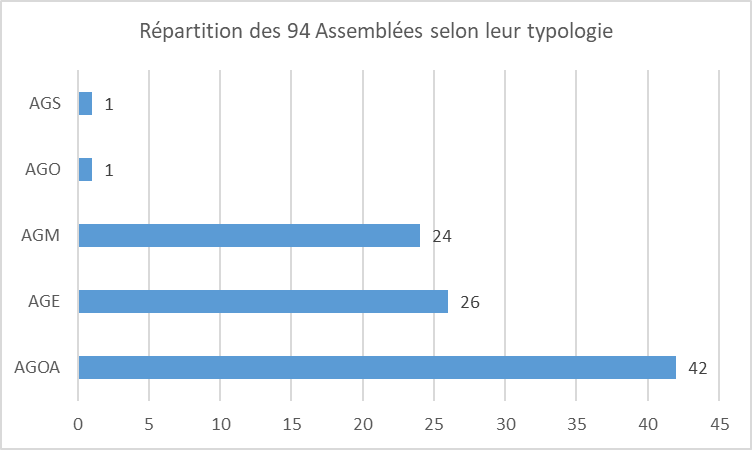 Répartition des 94 Assemblées selon leur typologie
AGS 1
AGO 1
AGM 24
AGE 26
AGOA 42
0 5 10 15 20 25 30 35 40 45